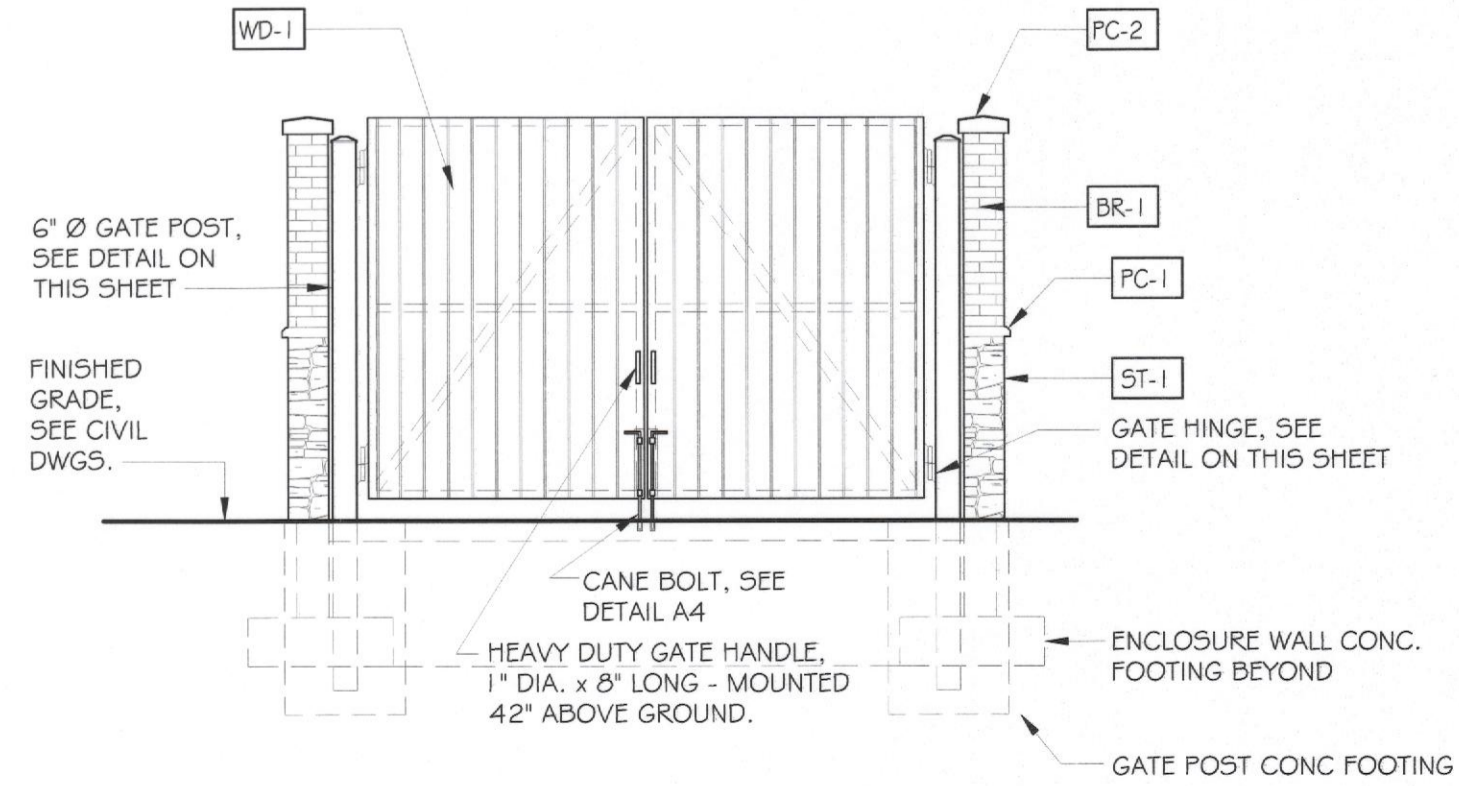 WD-1
PC-2
6" Ø GATE POST,
SEE DETAIL ON
THIS SHEET
BR-1
PC-1
FINISHED
GRADE,
SEE CIVIL
DWGS.
ST-1
GATE HINGE, SEE
DETAIL ON THIS SHEET
CANE BOLT, SEE
DETAIL A4
HEAVY DUTY GATE HANDLE,
1" DIA. x 8" LONG - MOUNTED
42" ABOVE GROUND.
ENCLOSURE WALL CONC.
FOOTING BEYOND
GATE POST CONC FOOTING